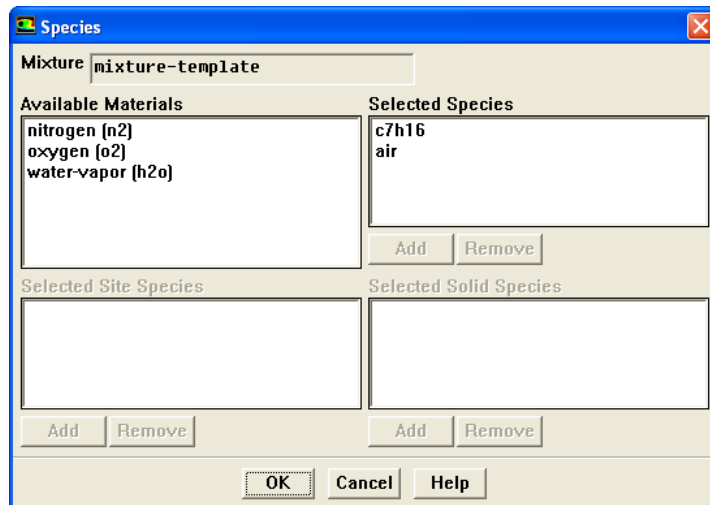 Species
Mixture mixture-template
Available Materials
nitrogen (n2)
oxygen (o2)
water-vapor (h2o)
Selected Species
c7h16
air
Add Remove
Selected Site Species
Add Remove
Selected Solid Species
Add Remove
OK Cancel Help